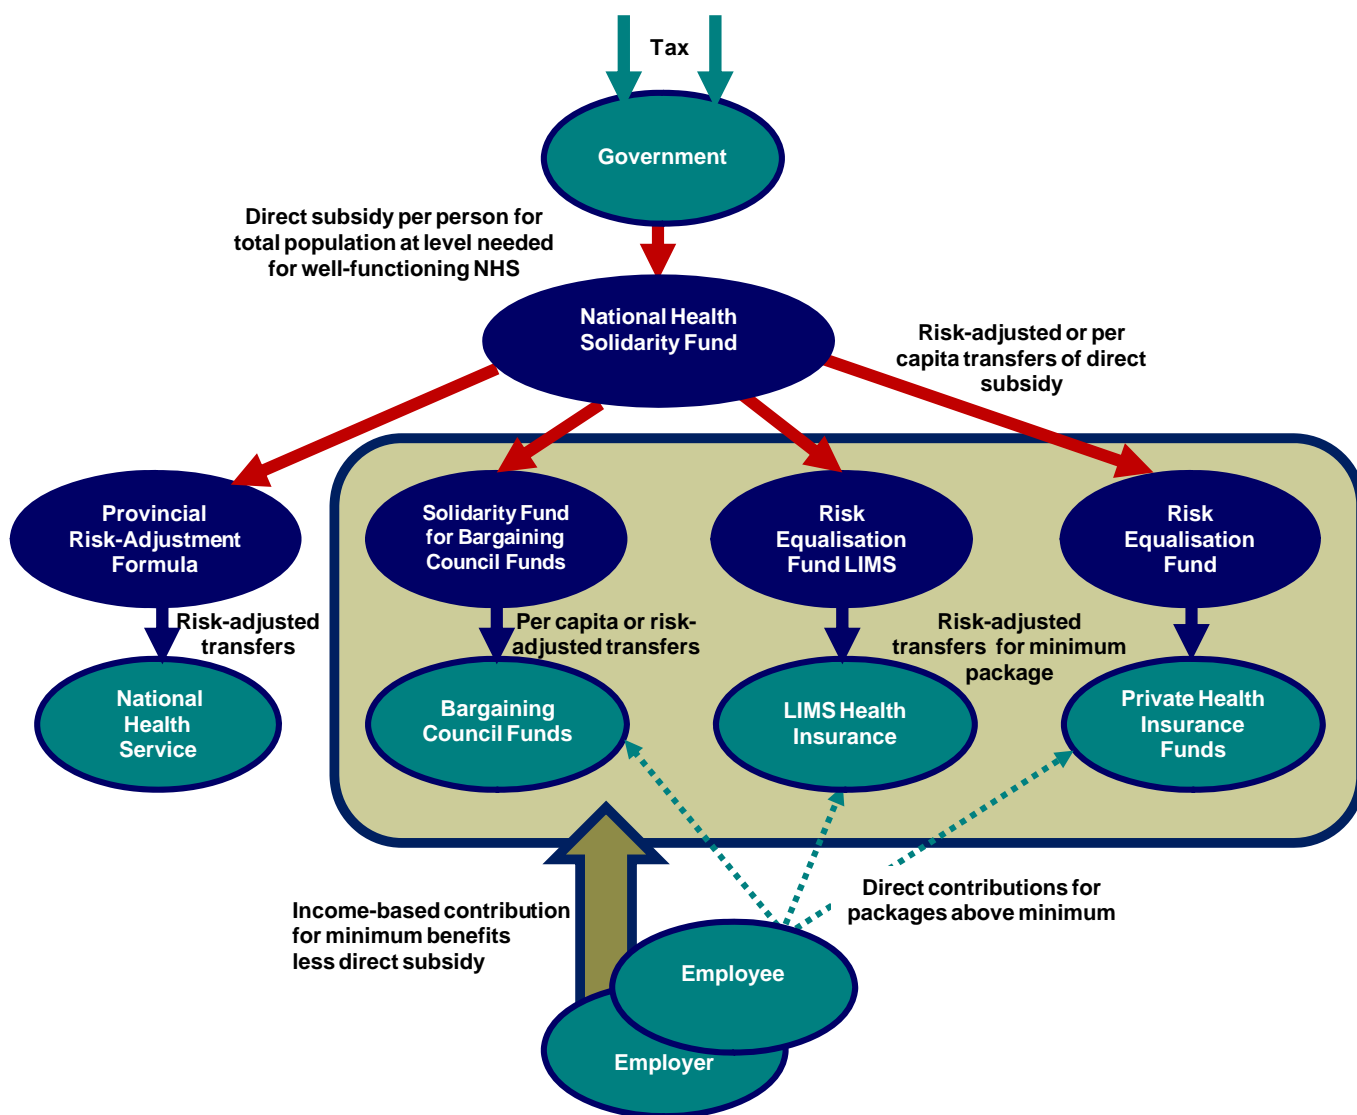 Tax
Government
Direct subsidy per person for
total population at level needed
for well-functioning NHS
National Health
Solidarity Fund
Risk-adjusted or per
capita transfers of direct
subsidy
Provincial
Risk-Adjustment
Formula
Solidarity Fund
for Bargaining
Council Funds
Risk
Equalisation
Fund LIMS
Risk
Equalisation
Fund
Risk-adjusted
transfers
Per capita or risk-
adjusted transfers
Risk-adjusted
transfers for minimum
package
National
Health
Service
Bargaining
Council Funds
LIMS Health
Insurance
Private Health
Insurance
Funds
Income-based contribution
for minimum benefits
less direct subsidy
Direct contributions for
packages above minimum
Employee
Employer